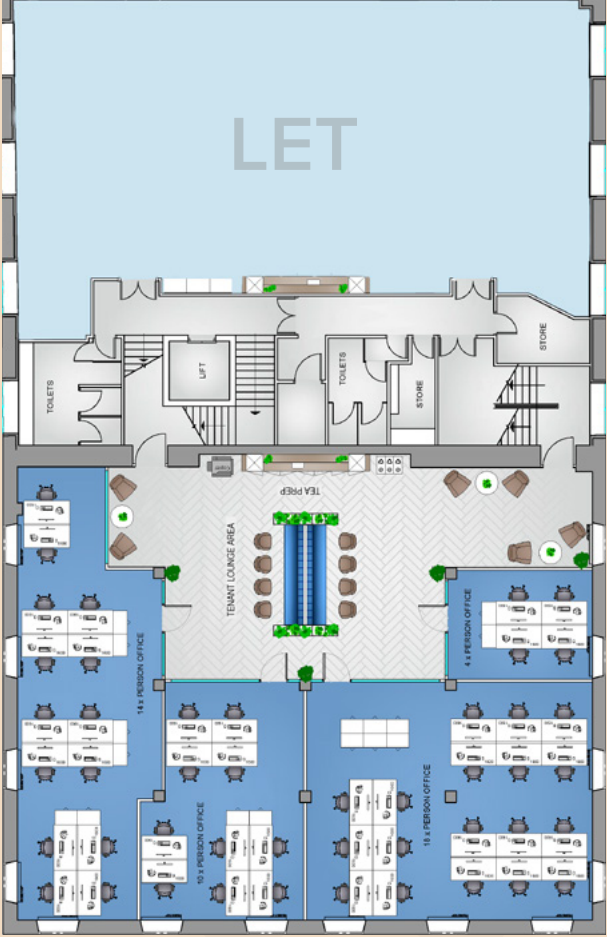 LET
LIFT
STORE
TOILETS
TOILETS
STORE
TEA PREP
TENANT LOUNGE AREA
14 x PERSON OFFICE
4 x PERSON OFFICE
10 x PERSON OFFICE
18 x PERSON OFFICE